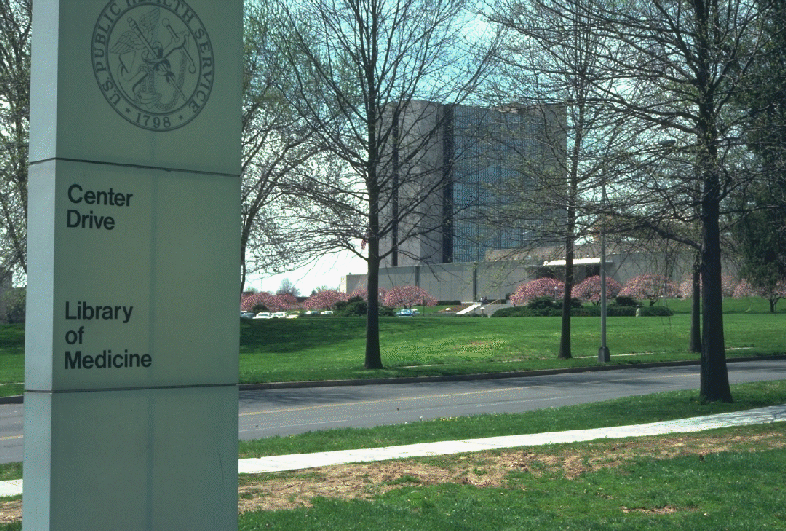 U.S. PUBLIC HEALTH SERVICE
• 1798 •
Center
Drive
Library
of
Medicine